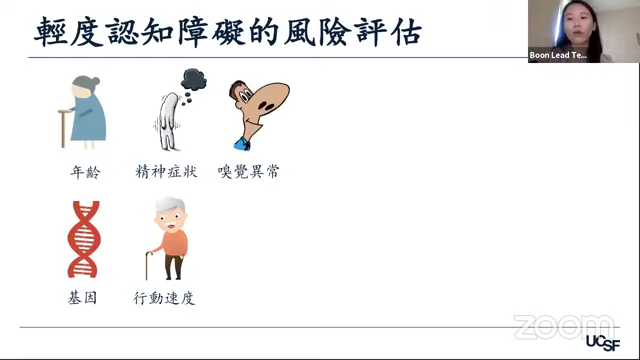 輕度認知障礙的風險評估
Boon Lead Te...
年齡
精神症狀
嗅覺異常
基因
行動速度
zoom
UCSF